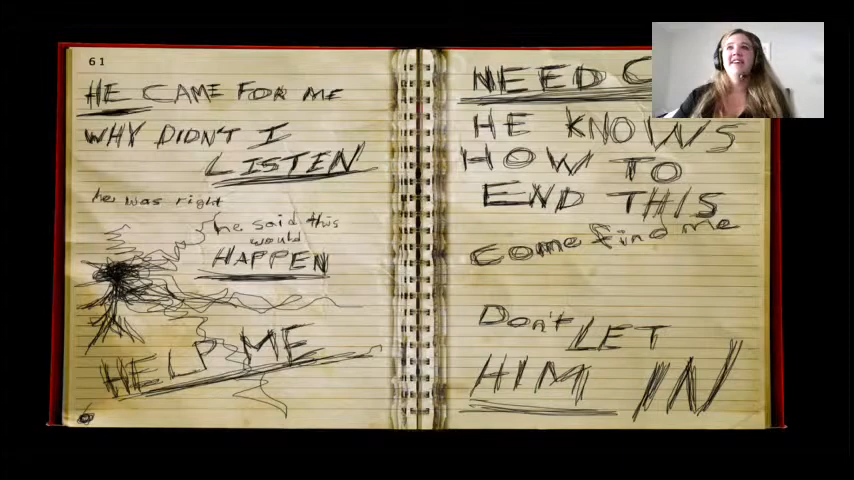 61
HE CAME FOR ME
WHY DIDN'T I
LISTEN
he was right
he said this
would
HAPPEN
HELP ME
NEED
HE KNOWS
HOW TO
END THIS
come find me
Don't LET
HIM IN